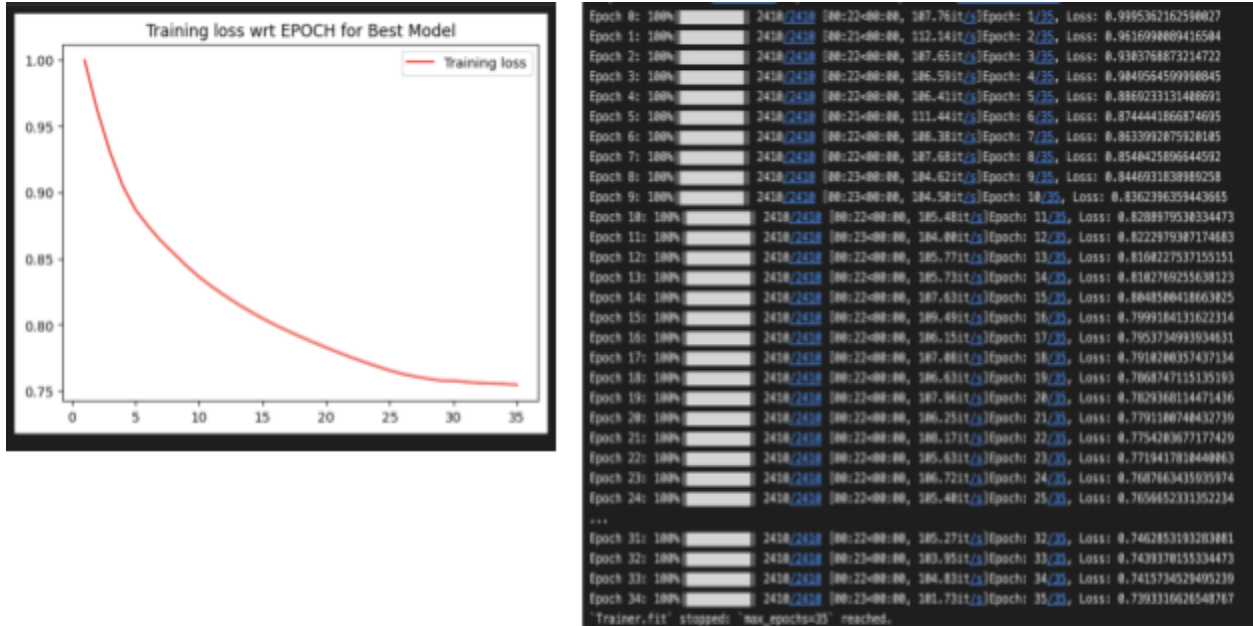 Training loss wrt EPOCH for Best Model
Training loss
1.00
0.95
0.90
0.85
0.80
0.75
0 5 10 15 20 25 30 35
Epoch 0: 100% 2410/2410 [00:22<00:00, 107.76it/s]Epoch: 1/35, Loss: 0.9995362162590027
Epoch 1: 100% 2410/2410 [00:21<00:00, 112.14it/s]Epoch: 2/35, Loss: 0.9616990089416504
Epoch 2: 100% 2410/2410 [00:22<00:00, 107.65it/s]Epoch: 3/35, Loss: 0.9303768873214722
Epoch 3: 100% 2410/2410 [00:22<00:00, 106.59it/s]Epoch: 4/35, Loss: 0.9049564599990845
Epoch 4: 100% 2410/2410 [00:22<00:00, 106.41it/s]Epoch: 5/35, Loss: 0.8869233131408691
Epoch 5: 100% 2410/2410 [00:21<00:00, 111.44it/s]Epoch: 6/35, Loss: 0.8744441866874695
Epoch 6: 100% 2410/2410 [00:22<00:00, 108.38it/s]Epoch: 7/35, Loss: 0.8633992075920105
Epoch 7: 100% 2410/2410 [00:22<00:00, 107.68it/s]Epoch: 8/35, Loss: 0.8540425896644592
Epoch 8: 100% 2410/2410 [00:23<00:00, 104.62it/s]Epoch: 9/35, Loss: 0.8446931838989258
Epoch 9: 100% 2410/2410 [00:23<00:00, 104.50it/s]Epoch: 10/35, Loss: 0.8362396359443665
Epoch 10: 100% 2410/2410 [00:22<00:00, 105.48it/s]Epoch: 11/35, Loss: 0.8288979530334473
Epoch 11: 100% 2410/2410 [00:23<00:00, 104.00it/s]Epoch: 12/35, Loss: 0.8222979307174683
Epoch 12: 100% 2410/2410 [00:22<00:00, 105.77it/s]Epoch: 13/35, Loss: 0.8160227537155151
Epoch 13: 100% 2410/2410 [00:22<00:00, 105.73it/s]Epoch: 14/35, Loss: 0.8102769255638123
Epoch 14: 100% 2410/2410 [00:22<00:00, 107.63it/s]Epoch: 15/35, Loss: 0.8048500418663025
Epoch 15: 100% 2410/2410 [00:22<00:00, 109.49it/s]Epoch: 16/35, Loss: 0.7999184131622314
Epoch 16: 100% 2410/2410 [00:22<00:00, 106.15it/s]Epoch: 17/35, Loss: 0.7953734993934631
Epoch 17: 100% 2410/2410 [00:22<00:00, 107.08it/s]Epoch: 18/35, Loss: 0.7910200357437134
Epoch 18: 100% 2410/2410 [00:22<00:00, 106.63it/s]Epoch: 19/35, Loss: 0.7868747115135193
Epoch 19: 100% 2410/2410 [00:22<00:00, 107.96it/s]Epoch: 20/35, Loss: 0.7829368114471436
Epoch 20: 100% 2410/2410 [00:22<00:00, 106.25it/s]Epoch: 21/35, Loss: 0.7793100740432739
Epoch 21: 100% 2410/2410 [00:22<00:00, 108.17it/s]Epoch: 22/35, Loss: 0.7754203677177429
Epoch 22: 100% 2410/2410 [00:22<00:00, 105.63it/s]Epoch: 23/35, Loss: 0.7719417810440063
Epoch 23: 100% 2410/2410 [00:22<00:00, 106.72it/s]Epoch: 24/35, Loss: 0.7687663435935974
Epoch 24: 100% 2410/2410 [00:22<00:00, 105.40it/s]Epoch: 25/35, Loss: 0.7656652331352234
...
Epoch 31: 100% 2410/2410 [00:22<00:00, 105.27it/s]Epoch: 32/35, Loss: 0.7462853193283081
Epoch 32: 100% 2410/2410 [00:23<00:00, 103.95it/s]Epoch: 33/35, Loss: 0.7439370155334473
Epoch 33: 100% 2410/2410 [00:22<00:00, 104.83it/s]Epoch: 34/35, Loss: 0.7415734529495239
Epoch 34: 100% 2410/2410 [00:23<00:00, 101.73it/s]Epoch: 35/35, Loss: 0.7393316626548767
`Trainer.fit` stopped: `max_epochs=35` reached.